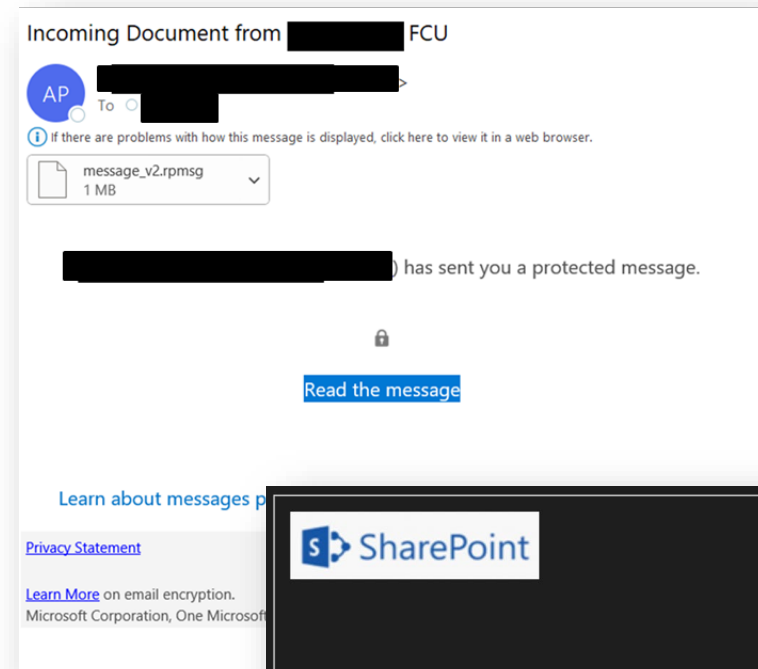 Incoming Document from FCU
AP
>
To
If there are problems with how this message is displayed, click here to view it in a web browser.
message_v2.rpmsg
1 MB
) has sent you a protected message.
Read the message
Learn about messages p
Privacy Statement
Learn More on email encryption.
Microsoft Corporation, One Microsoft
S SharePoint